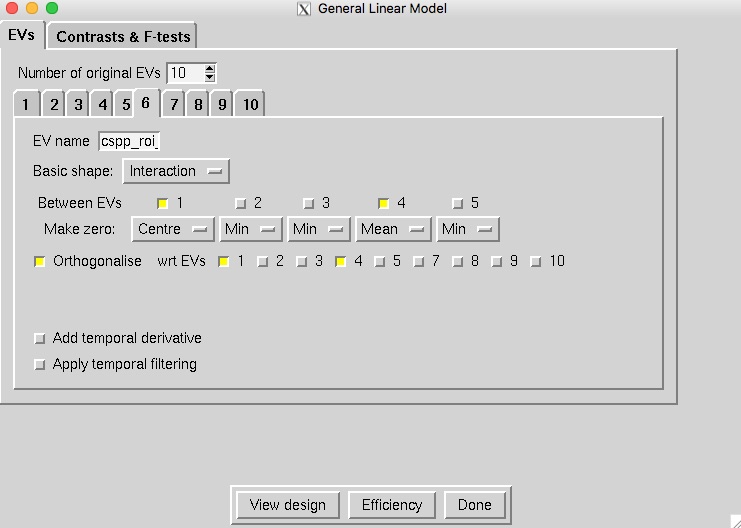 General Linear Model
EVs Contrasts & F-tests
Number of original EVs 10
1 2 3 4 5 6 7 8 9 10
EV name cspp_roi_
Basic shape: Interaction
Between EVs 1 2 3 4 5
Make zero: Centre Min Min Mean Min
Orthogonalise wrt EVs 1 2 3 4 5 7 8 9 10
Add temporal derivative
Apply temporal filtering
View design Efficiency Done